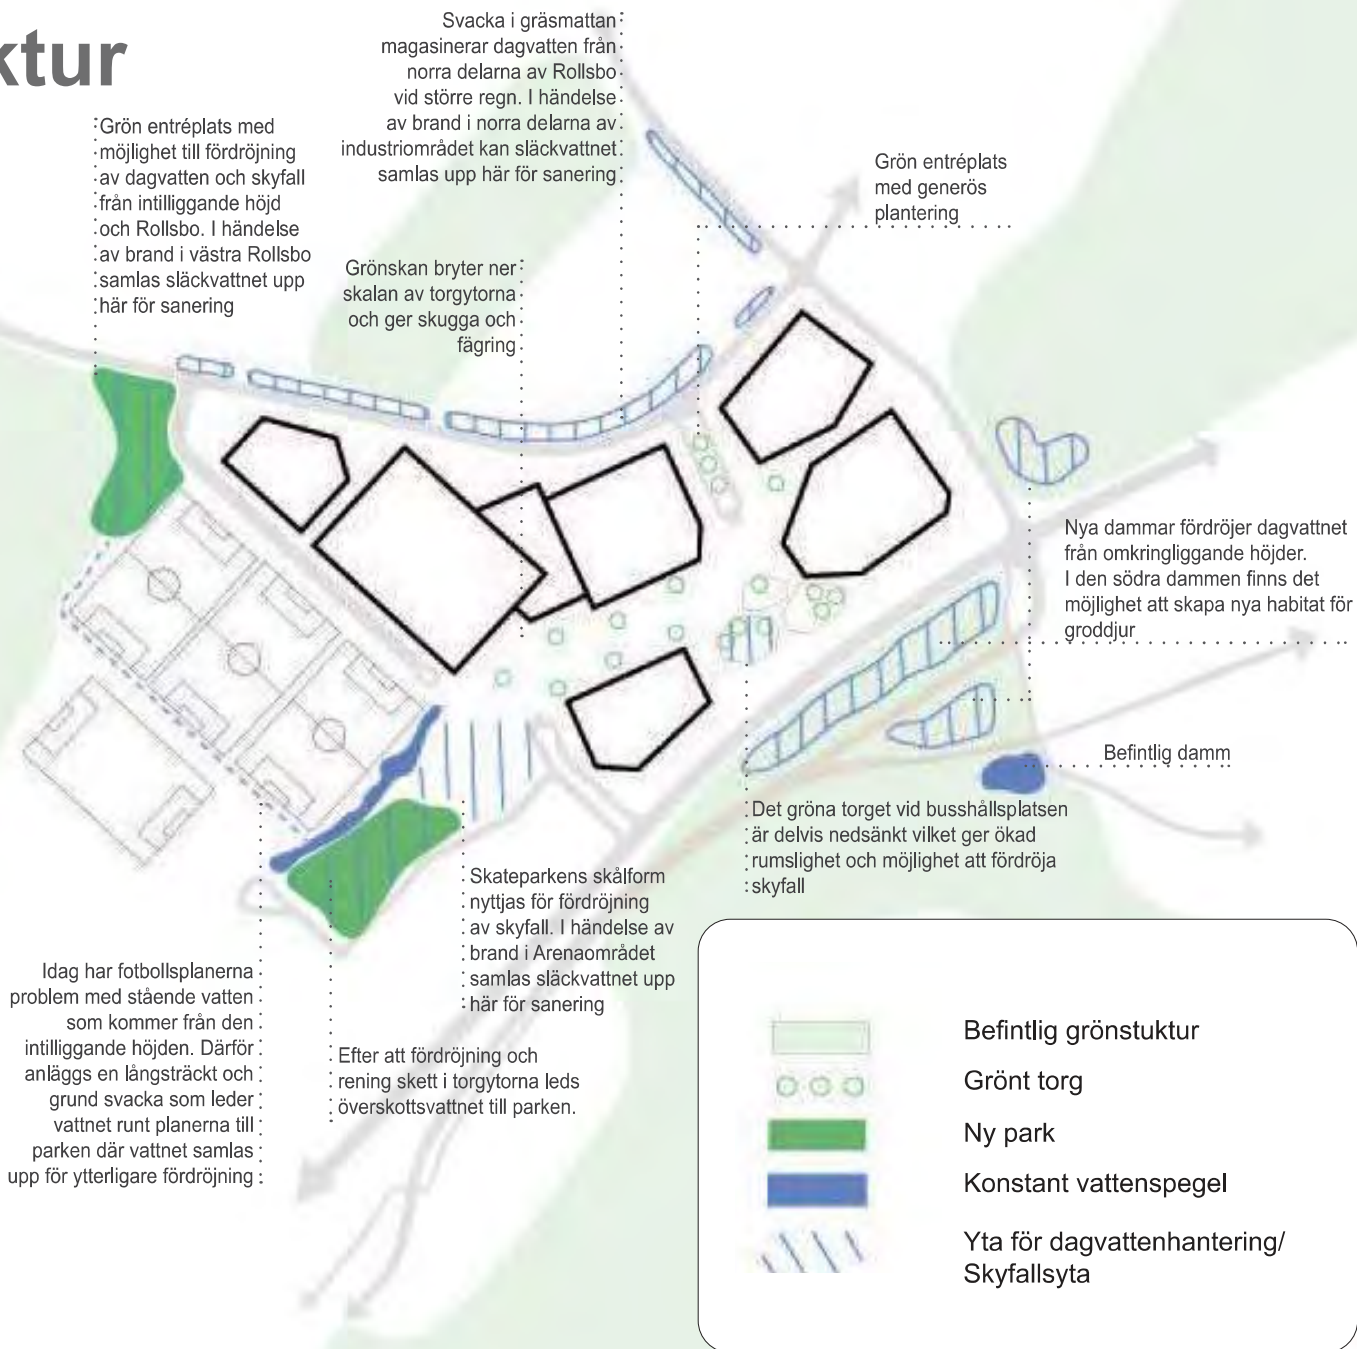 ktur
Svacka i gräsmattan
magasinerar dagvatten från
norra delarna av Rollsbo
vid större regn. I händelse
av brand i norra delarna av
industriområdet kan släckvattnet
samlas upp här för sanering
Grön entréplats med
möjlighet till fördröjning
av dagvatten och skyfall
från intilliggande höjd
och Rollsbo. I händelse
av brand i västra Rollsbo
samlas släckvattnet upp
här för sanering
Grön entréplats
med generös
plantering
Grönskan bryter ner
skalan av torgytorna
och ger skugga och
fägring
Nya dammar fördröjer dagvattnet
från omkringliggande höjder.
I den södra dammen finns det
möjlighet att skapa nya habitat för
groddjur
Befintlig damm
Det gröna torget vid busshållsplatsen
är delvis nedsänkt vilket ger ökad
rumslighet och möjlighet att fördröja
skyfall
Skateparkens skålform
nyttjas för fördröjning
av skyfall. I händelse av
brand i Arenaområdet
samlas släckvattnet upp
här för sanering
Idag har fotbollsplanerna
problem med stående vatten
som kommer från den
intilliggande höjden. Därför
anläggs en långsträckt och
grund svacka som leder
vattnet runt planerna till
parken där vattnet samlas
upp för ytterligare fördröjning
Efter att fördröjning och
rening skett i torgytorna leds
överskottsvattnet till parken.
Befintlig grönstuktur
Grönt torg
Ny park
Konstant vattenspegel
Yta för dagvattenhantering/
Skyfallsyta